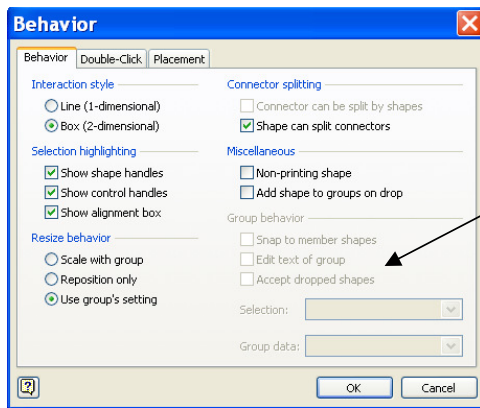 Behavior
Behavior
Double-Click
Placement
Interaction style
Line (1-dimensional)
Box (2-dimensional)
Selection highlighting
Show shape handles
Show control handles
Show alignment box
Resize behavior
Scale with group
Reposition only
Use group's setting
Connector splitting
Connector can be split by shapes
Shape can split connectors
Miscellaneous
Non-printing shape
Add shape to groups on drop
Group behavior
Snap to member shapes
Edit text of group
Accept dropped shapes
Selection:
Group data:
?
OK
Cancel